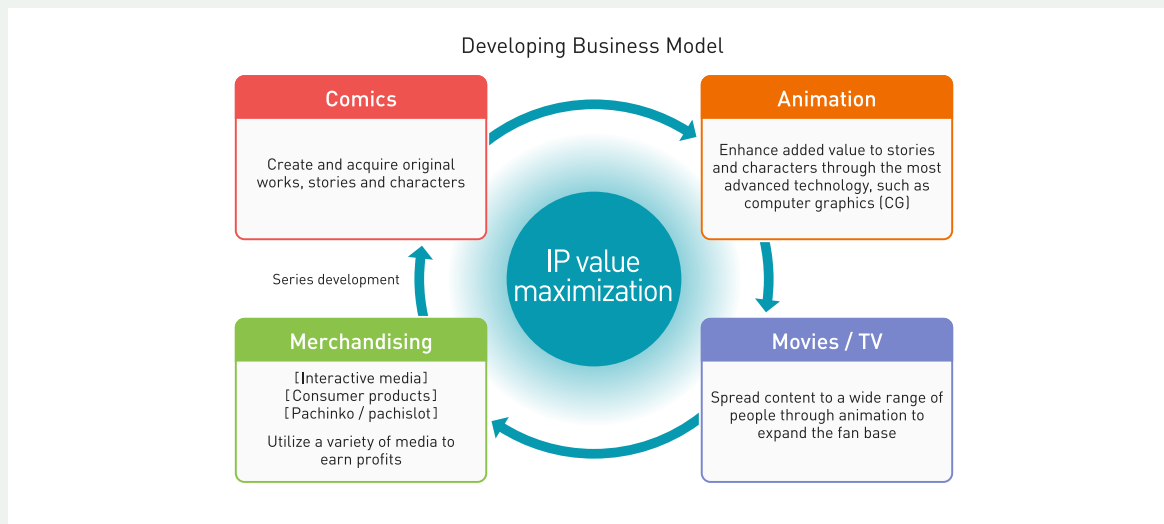 Developing Business Model
Comics
Create and acquire original
works, stories and characters
Animation
Enhance added value to stories
and characters through the most
advanced technology, such as
computer graphics (CG)
IP value
maximization
Series development
Merchandising
[Interactive media]
[Consumer products]
[Pachinko / pachislot]
Utilize a variety of media to
earn profits
Movies / TV
Spread content to a wide range of
people through animation to
expand the fan base